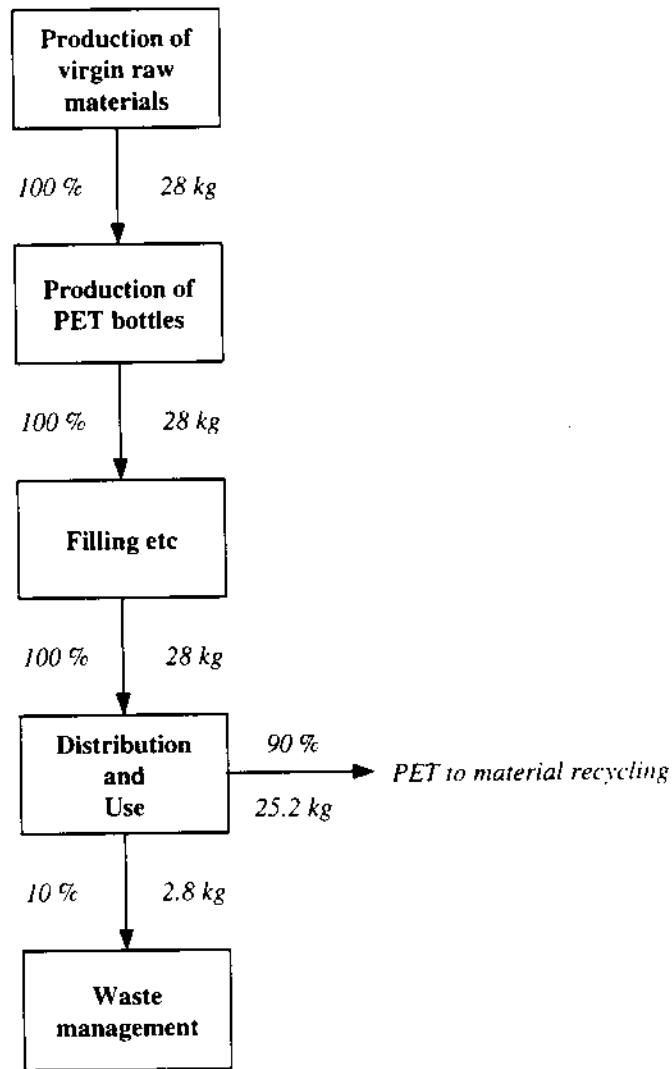 Production of
virgin raw
materials
100 % 28 kg
Production of
PET bottles
100 % 28 kg
Filling etc
100 % 28 kg
Distribution
and
Use
90 %
PET to material recycling
25.2 kg
10 % 2.8 kg
Waste
management